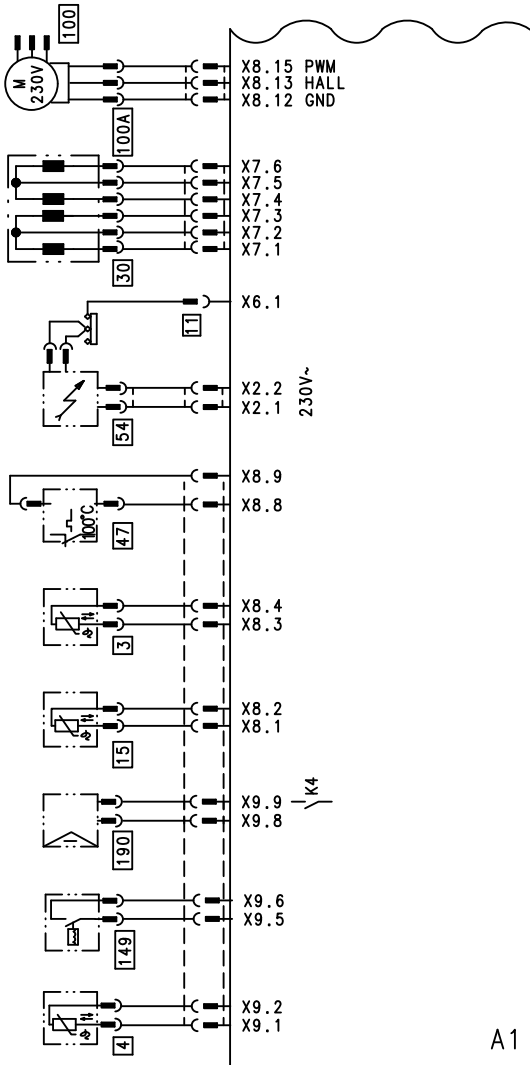 100
M
230V
X8.15 PWM
X8.13 HALL
X8.12 GND
100A
X7.6
X7.5
X7.4
X7.3
X7.2
X7.1
30
X6.1
11
X2.2
X2.1
230V~
54
X8.9
X8.8
100°C
47
X8.4
X8.3
ϑ
3
X8.2
X8.1
ϑ
15
X9.9
K4
X9.8
190
X9.6
X9.5
149
X9.2
X9.1
ϑ
4
A1